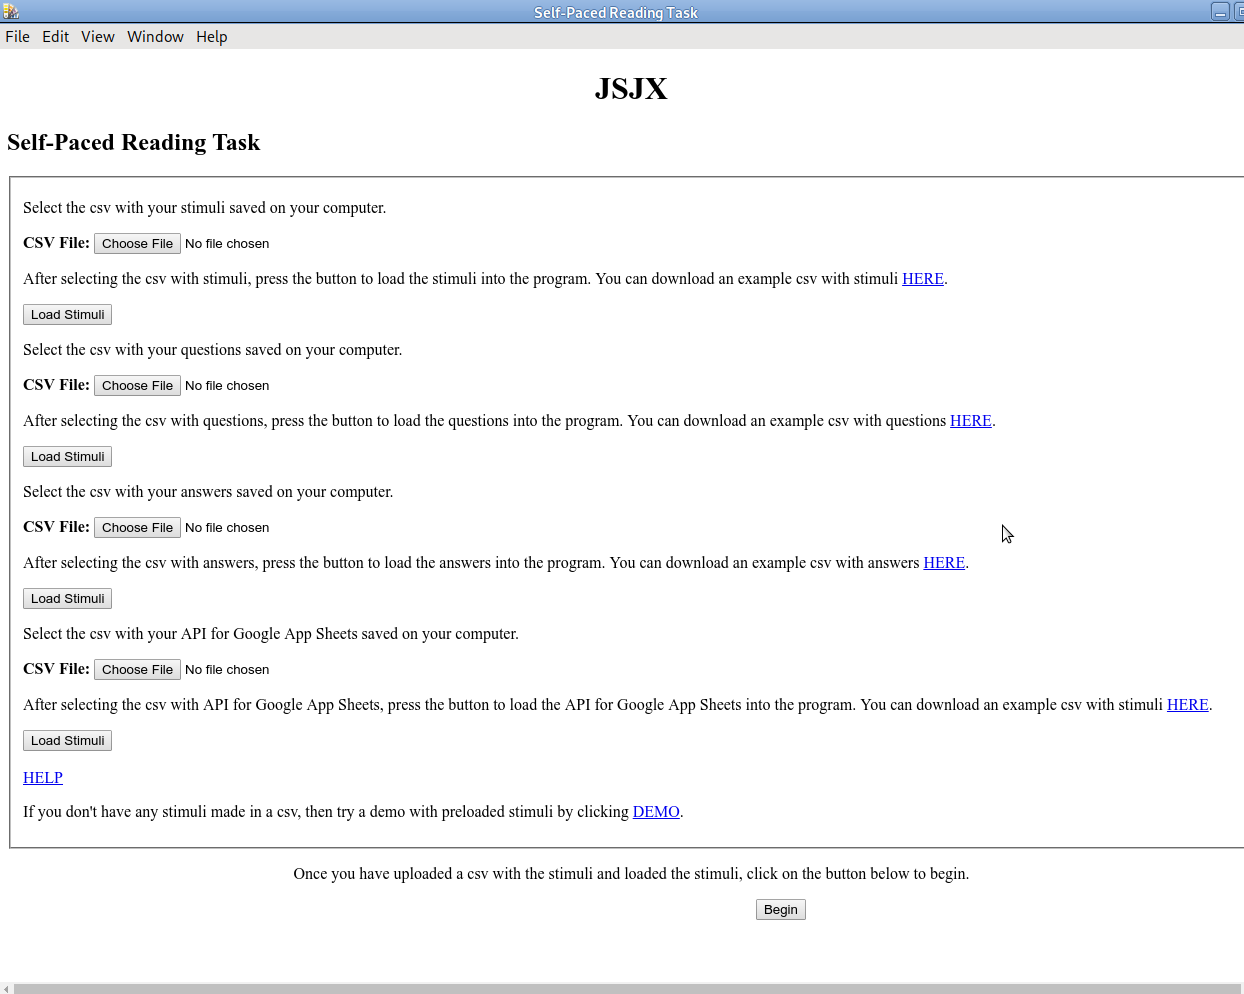 Self-Paced Reading Task
File Edit View Window Help
JSJX
Self-Paced Reading Task
Select the csv with your stimuli saved on your computer.
CSV File: Choose File No file chosen
After selecting the csv with stimuli, press the button to load the stimuli into the program. You can download an example csv with stimuli HERE.
Load Stimuli
Select the csv with your questions saved on your computer.
CSV File: Choose File No file chosen
After selecting the csv with questions, press the button to load the questions into the program. You can download an example csv with questions HERE.
Load Stimuli
Select the csv with your answers saved on your computer.
CSV File: Choose File No file chosen
After selecting the csv with answers, press the button to load the answers into the program. You can download an example csv with answers HERE.
Load Stimuli
Select the csv with your API for Google App Sheets saved on your computer.
CSV File: Choose File No file chosen
After selecting the csv with API for Google App Sheets, press the button to load the API for Google App Sheets into the program. You can download an example csv with stimuli HERE.
Load Stimuli
HELP
If you don't have any stimuli made in a csv, then try a demo with preloaded stimuli by clicking DEMO.
Once you have uploaded a csv with the stimuli and loaded the stimuli, click on the button below to begin.
Begin